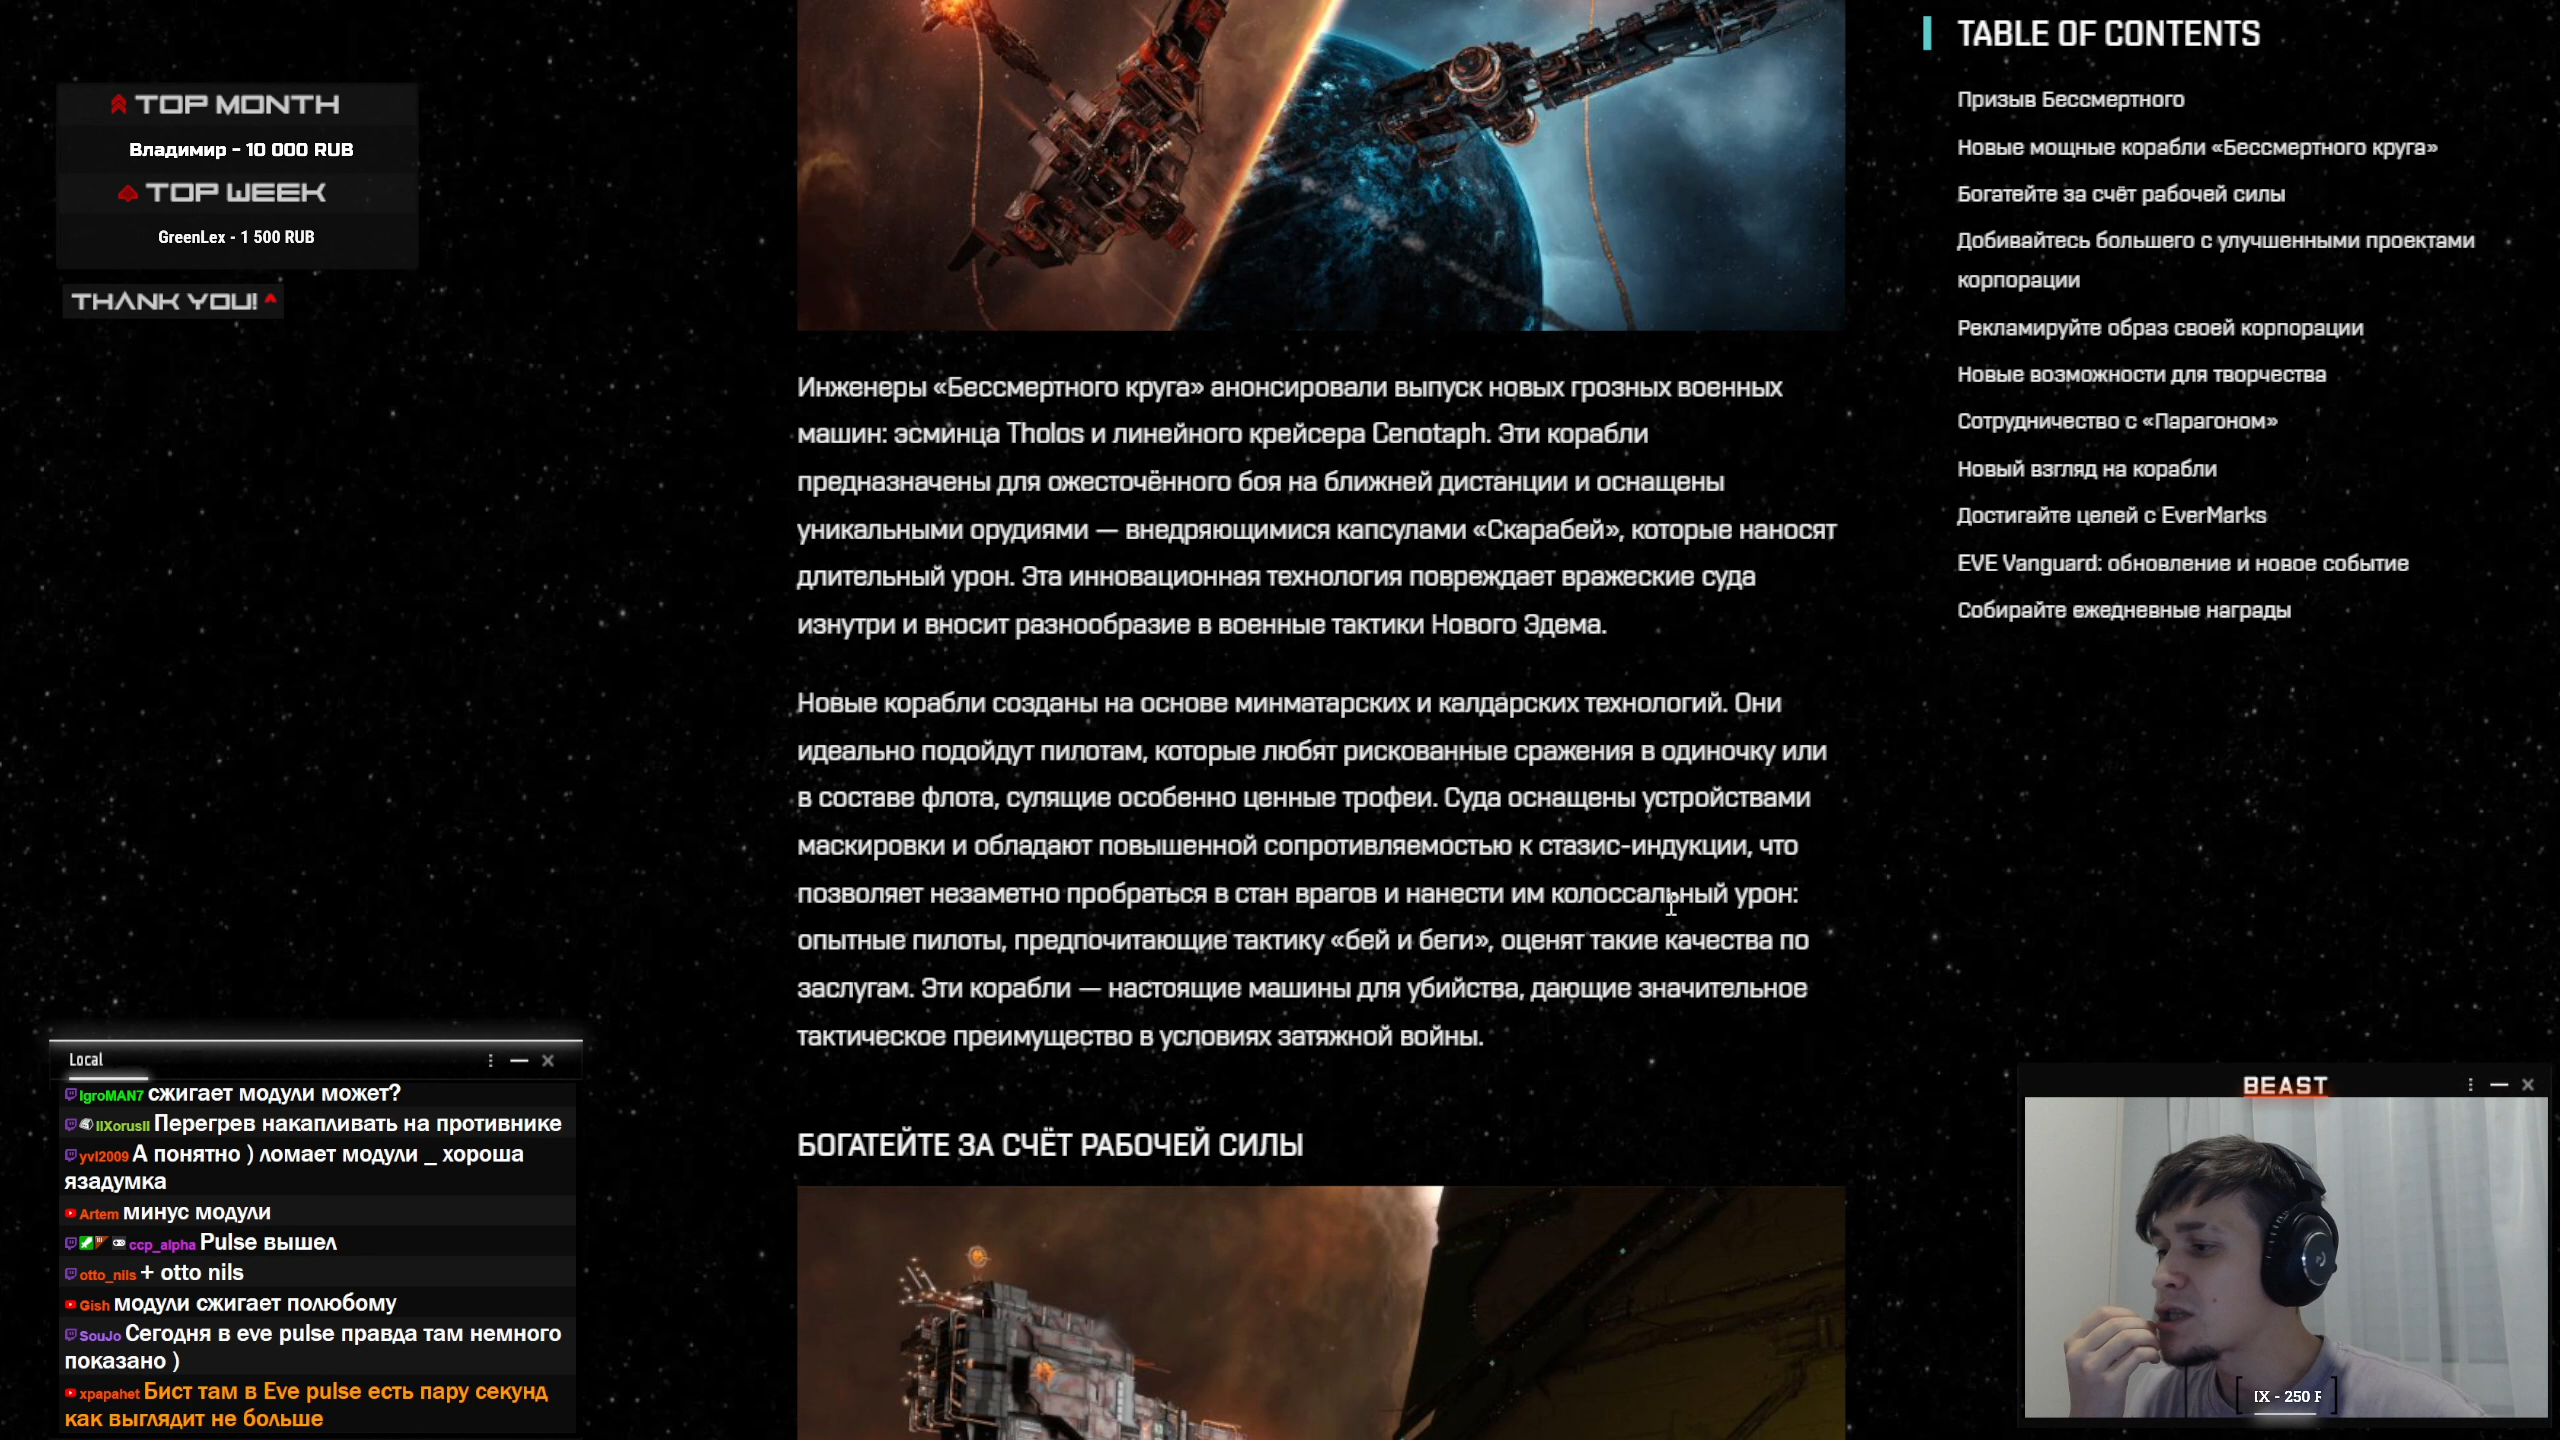 TOP MONTH
Владимир - 10 000 RUB
TOP WEEK
GreenLex - 1 500 RUB
THANK YOU!
Инженеры «Бессмертного круга» анонсировали выпуск новых грозных военных
машин: эсминца Tholos и линейного крейсера Cenotaph. Эти корабли
предназначены для ожесточённого боя на ближней дистанции и оснащены
уникальными орудиями — внедряющимися капсулами «Скарабей», которые наносят
длительный урон. Эта инновационная технология повреждает вражеские суда
изнутри и вносит разнообразие в военные тактики Нового Эдема.
Новые корабли созданы на основе минматарских и калдарских технологий. Они
идеально подойдут пилотам, которые любят рискованные сражения в одиночку или
в составе флота, сулящие особенно ценные трофеи. Суда оснащены устройствами
маскировки и обладают повышенной сопротивляемостью к стазис-индукции, что
позволяет незаметно пробраться в стан врагов и нанести им колоссальный урон:
опытные пилоты, предпочитающие тактику «бей и беги», оценят такие качества по
заслугам. Эти корабли — настоящие машины для убийства, дающие значительное
тактическое преимущество в условиях затяжной войны.
БОГАТЕЙТЕ ЗА СЧЁТ РАБОЧЕЙ СИЛЫ
TABLE OF CONTENTS
Призыв Бессмертного
Новые мощные корабли «Бессмертного круга»
Богатейте за счёт рабочей силы
Добивайтесь большего с улучшенными проектами
корпорации
Рекламируйте образ своей корпорации
Новые возможности для творчества
Сотрудничество с «Парагоном»
Новый взгляд на корабли
Достигайте целей с EverMarks
EVE Vanguard: обновление и новое событие
Собирайте ежедневные награды
Local
IgroMAN7 сжигает модули может?
IIXorusII Перегрев накапливать на противнике
yvl2009 А понятно ) ломает модули _ хороша
язадумка
Artem минус модули
ccp_alpha Pulse вышел
otto_nils + otto nils
Gish модули сжигает полюбому
SouJo Сегодня в eve pulse правда там немного
показано )
xpapahet Бист там в Eve pulse есть пару секунд
как выглядит не больше
BEAST
IX - 250 F